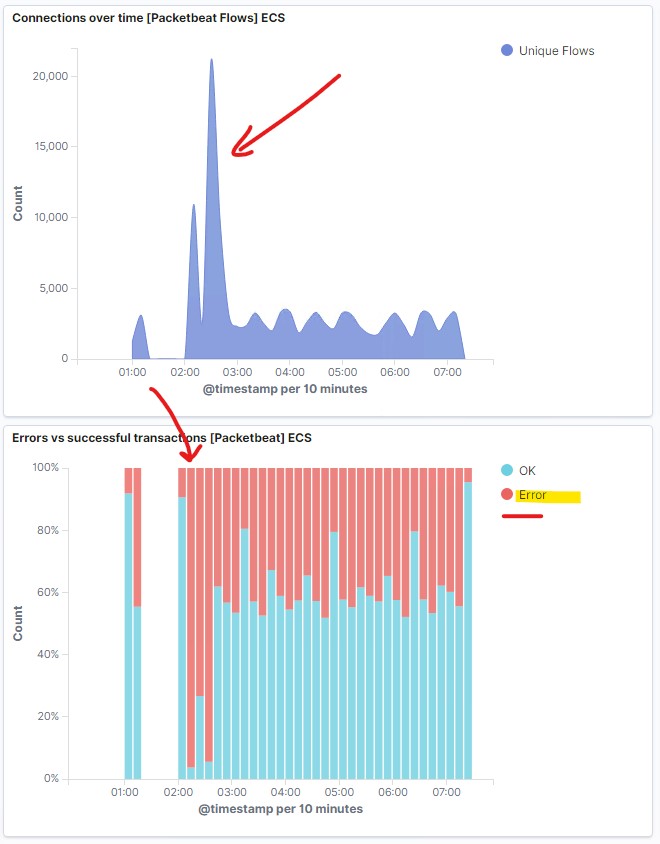 Connections over time [Packetbeat Flows] ECS
Unique Flows
20,000
15,000
10,000
5,000
0
Count
01:00 02:00 03:00 04:00 05:00 06:00 07:00
@timestamp per 10 minutes
Errors vs successful transactions [Packetbeat] ECS
OK
Error
100%
80%
60%
40%
20%
0%
Count
01:00 02:00 03:00 04:00 05:00 06:00 07:00
@timestamp per 10 minutes